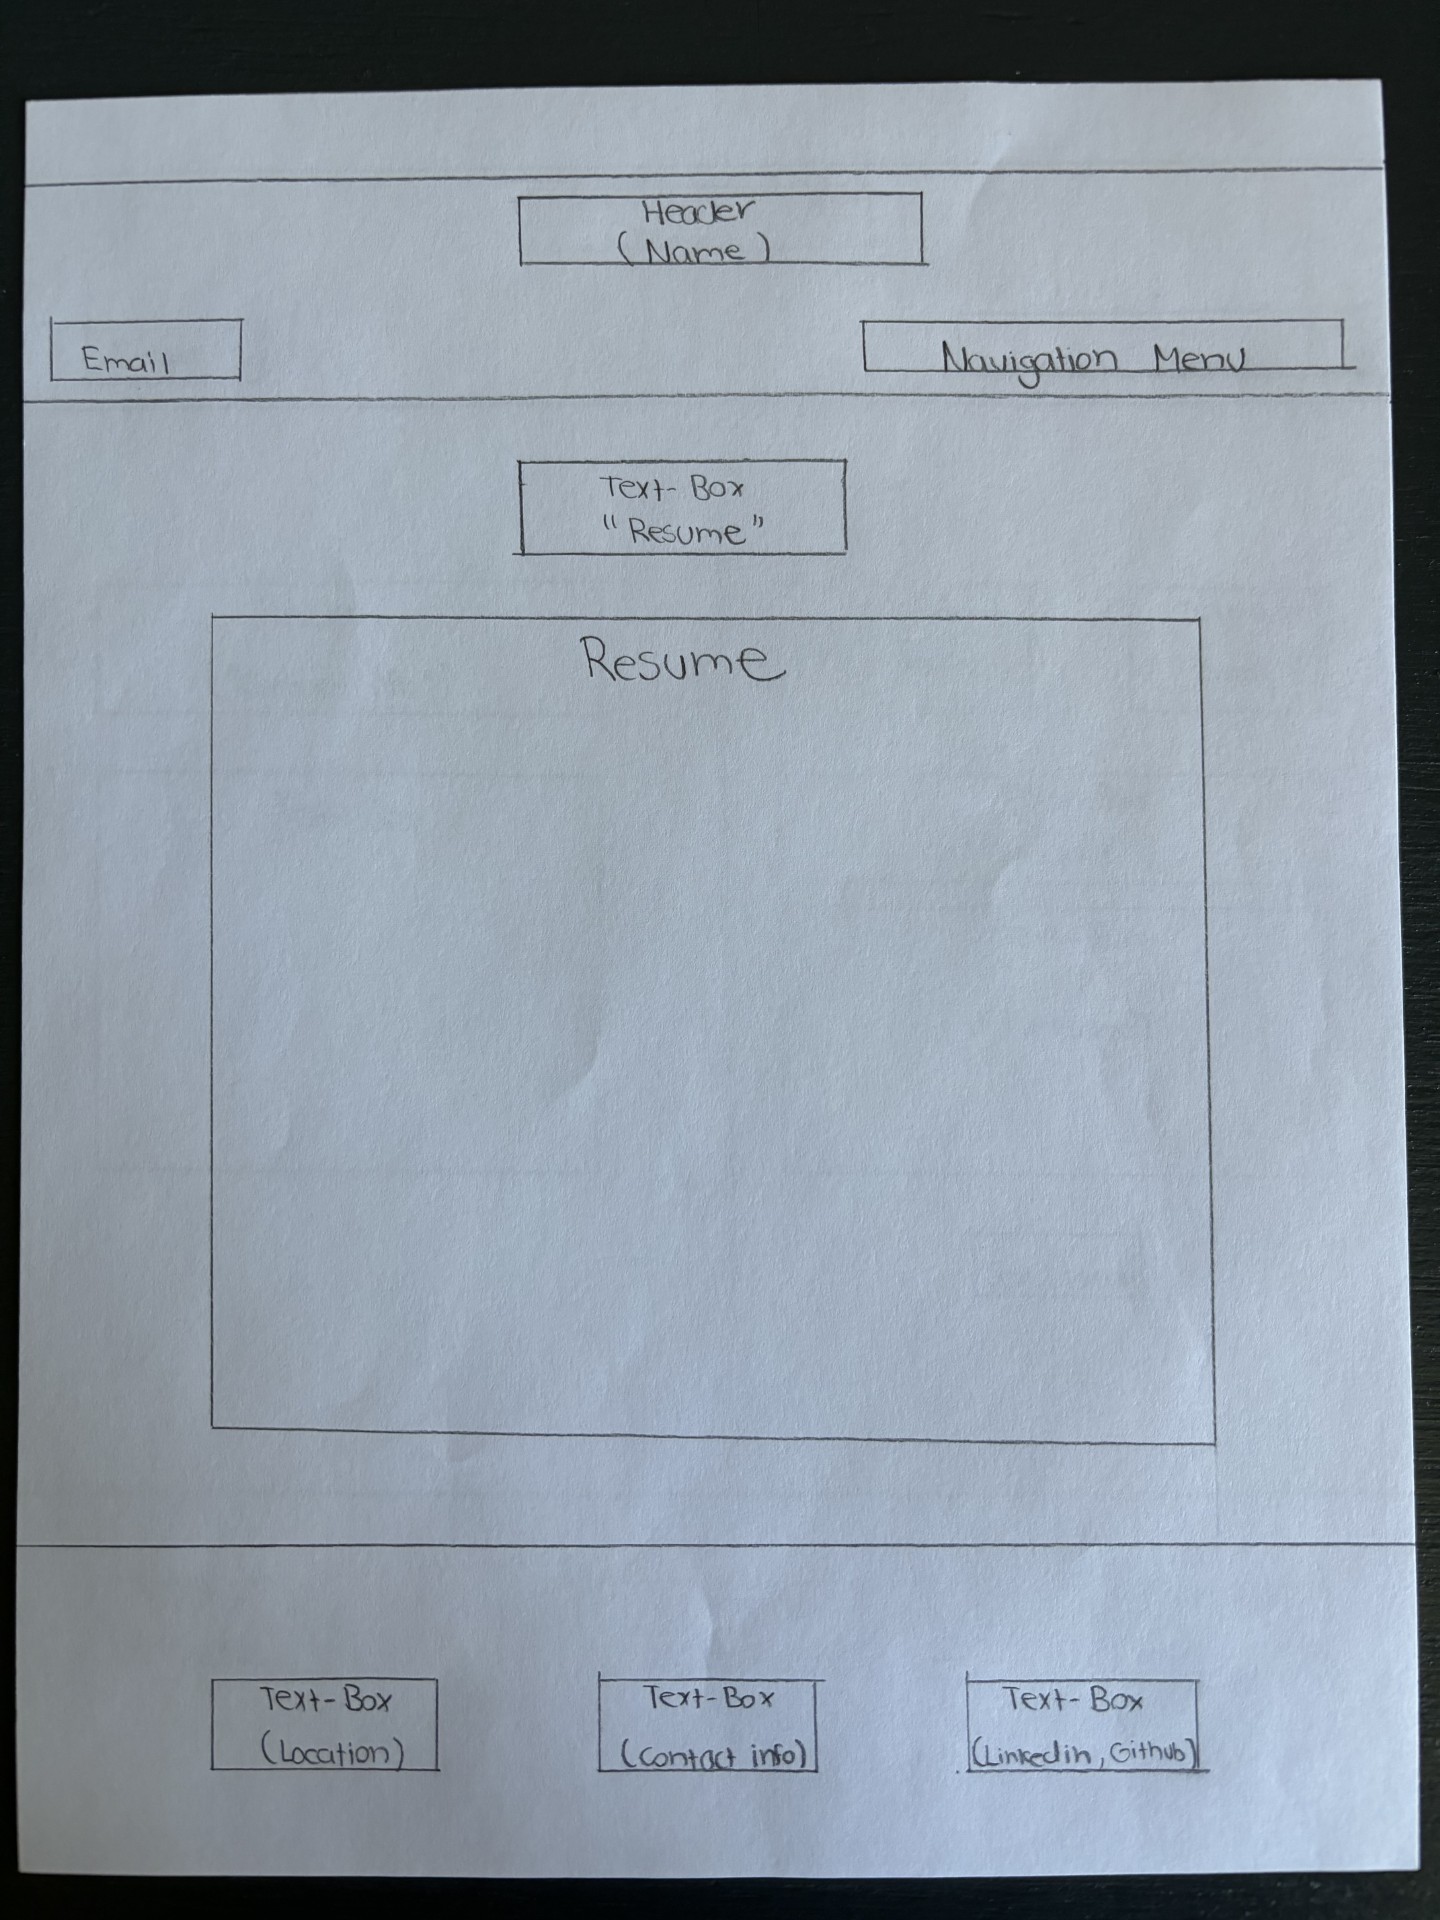 Header
(Name)
Email
Navigation Menu
Text-Box
"Resume"
Resume
Text-Box
(Location)
Text-Box
(Contact info)
Text-Box
(Linkedin, Github)